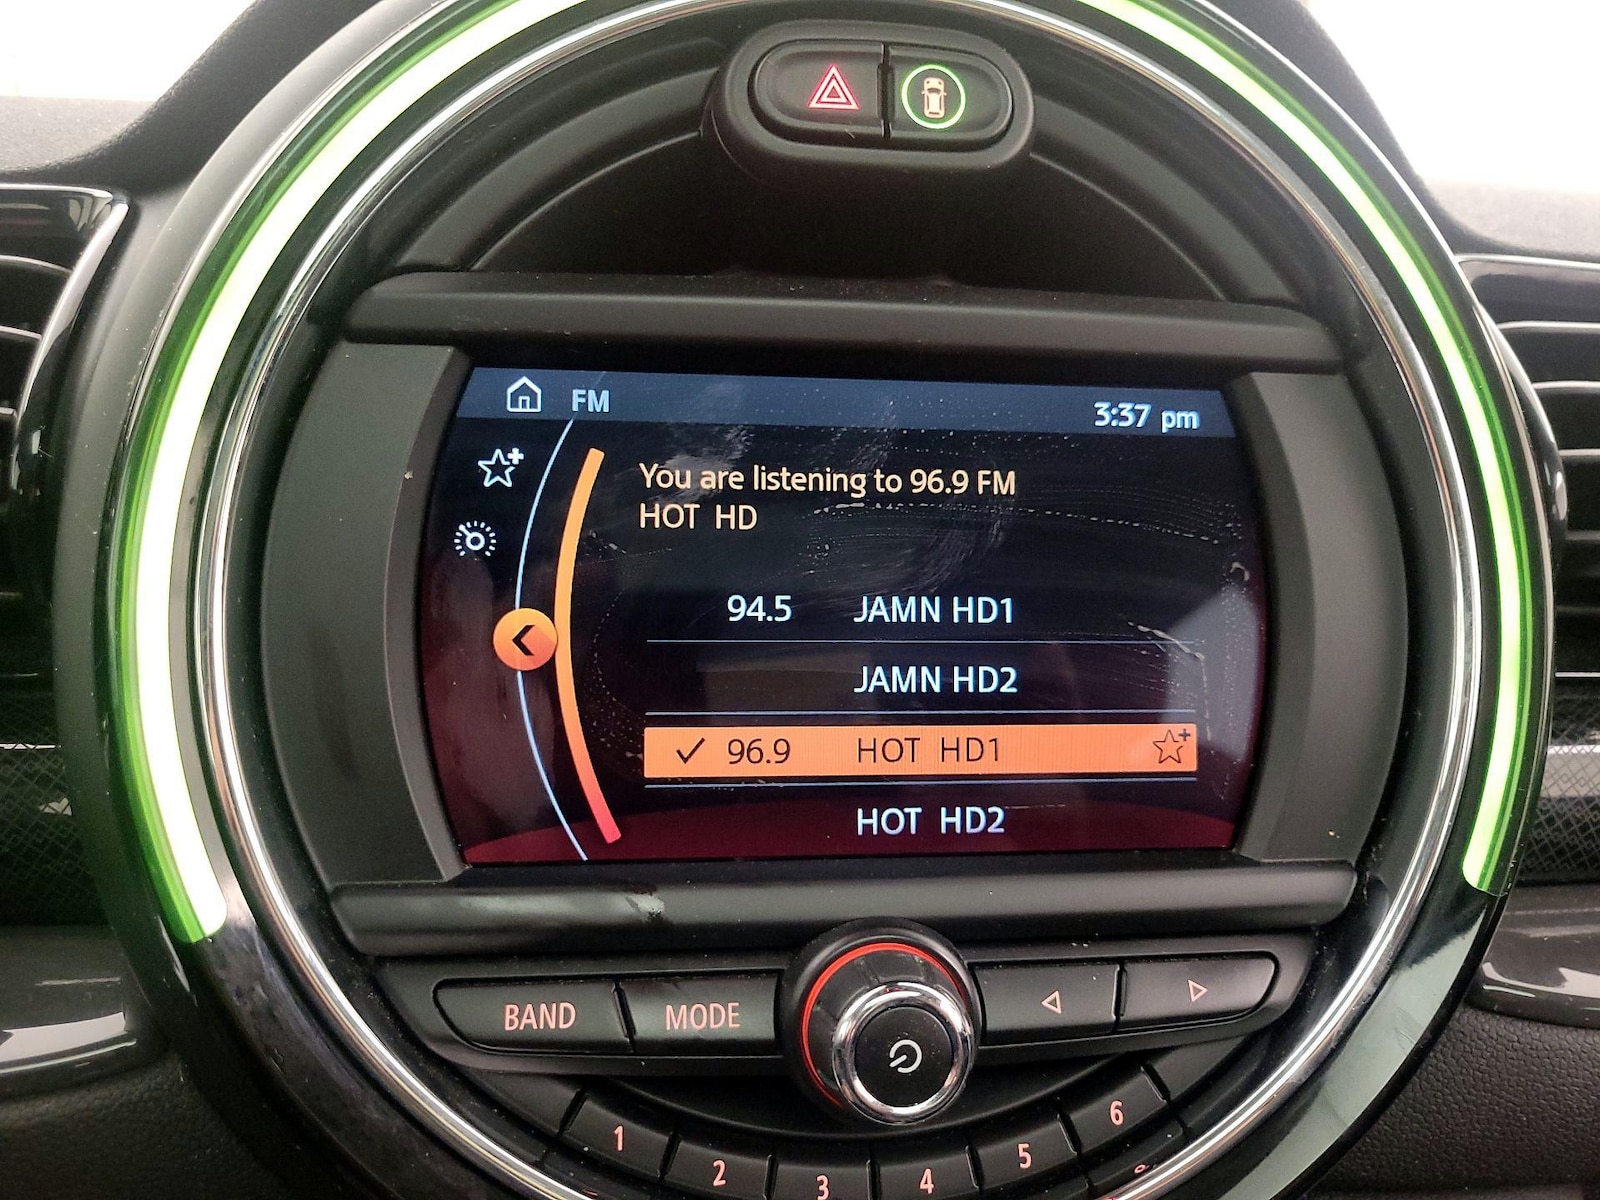 FM
3:37 pm
You are listening to 96.9 FM
HOT HD
94.5 JAMN HD1
JAMN HD2
96.9 HOT HD1
HOT HD2
BAND MODE
1 2 3 4 5 6